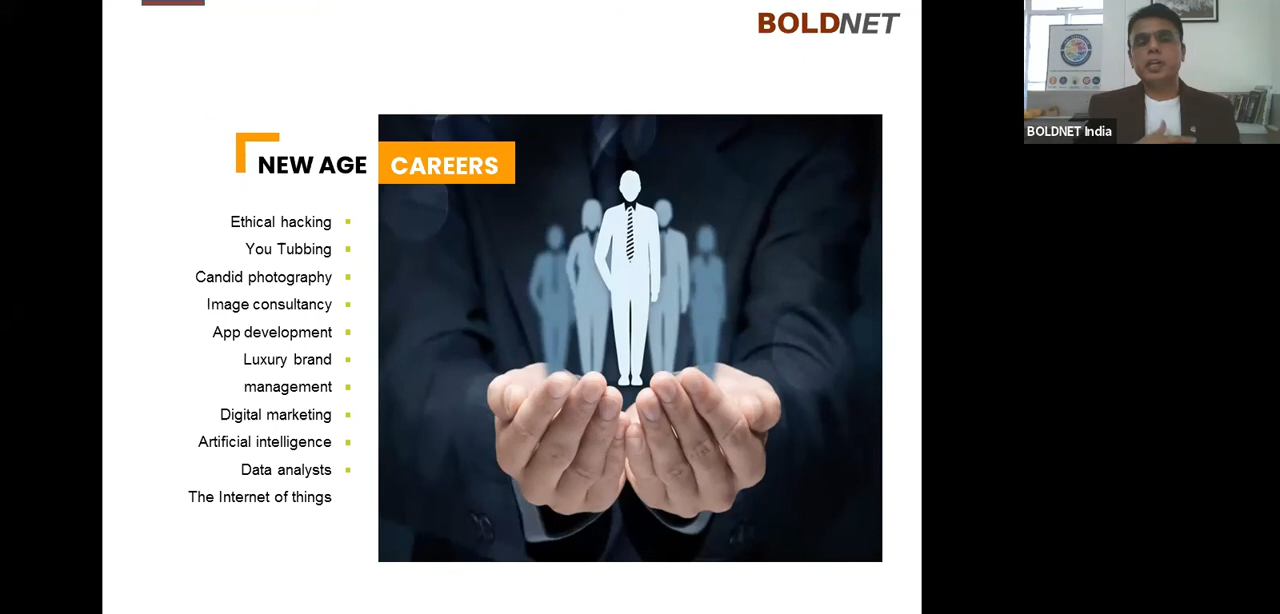 BOLDNET
NEW AGE CAREERS
Ethical hacking
You Tubbing
Candid photography
Image consultancy
App development
Luxury brand
management
Digital marketing
Artificial intelligence
Data analysts
The Internet of things
BOLDNET India